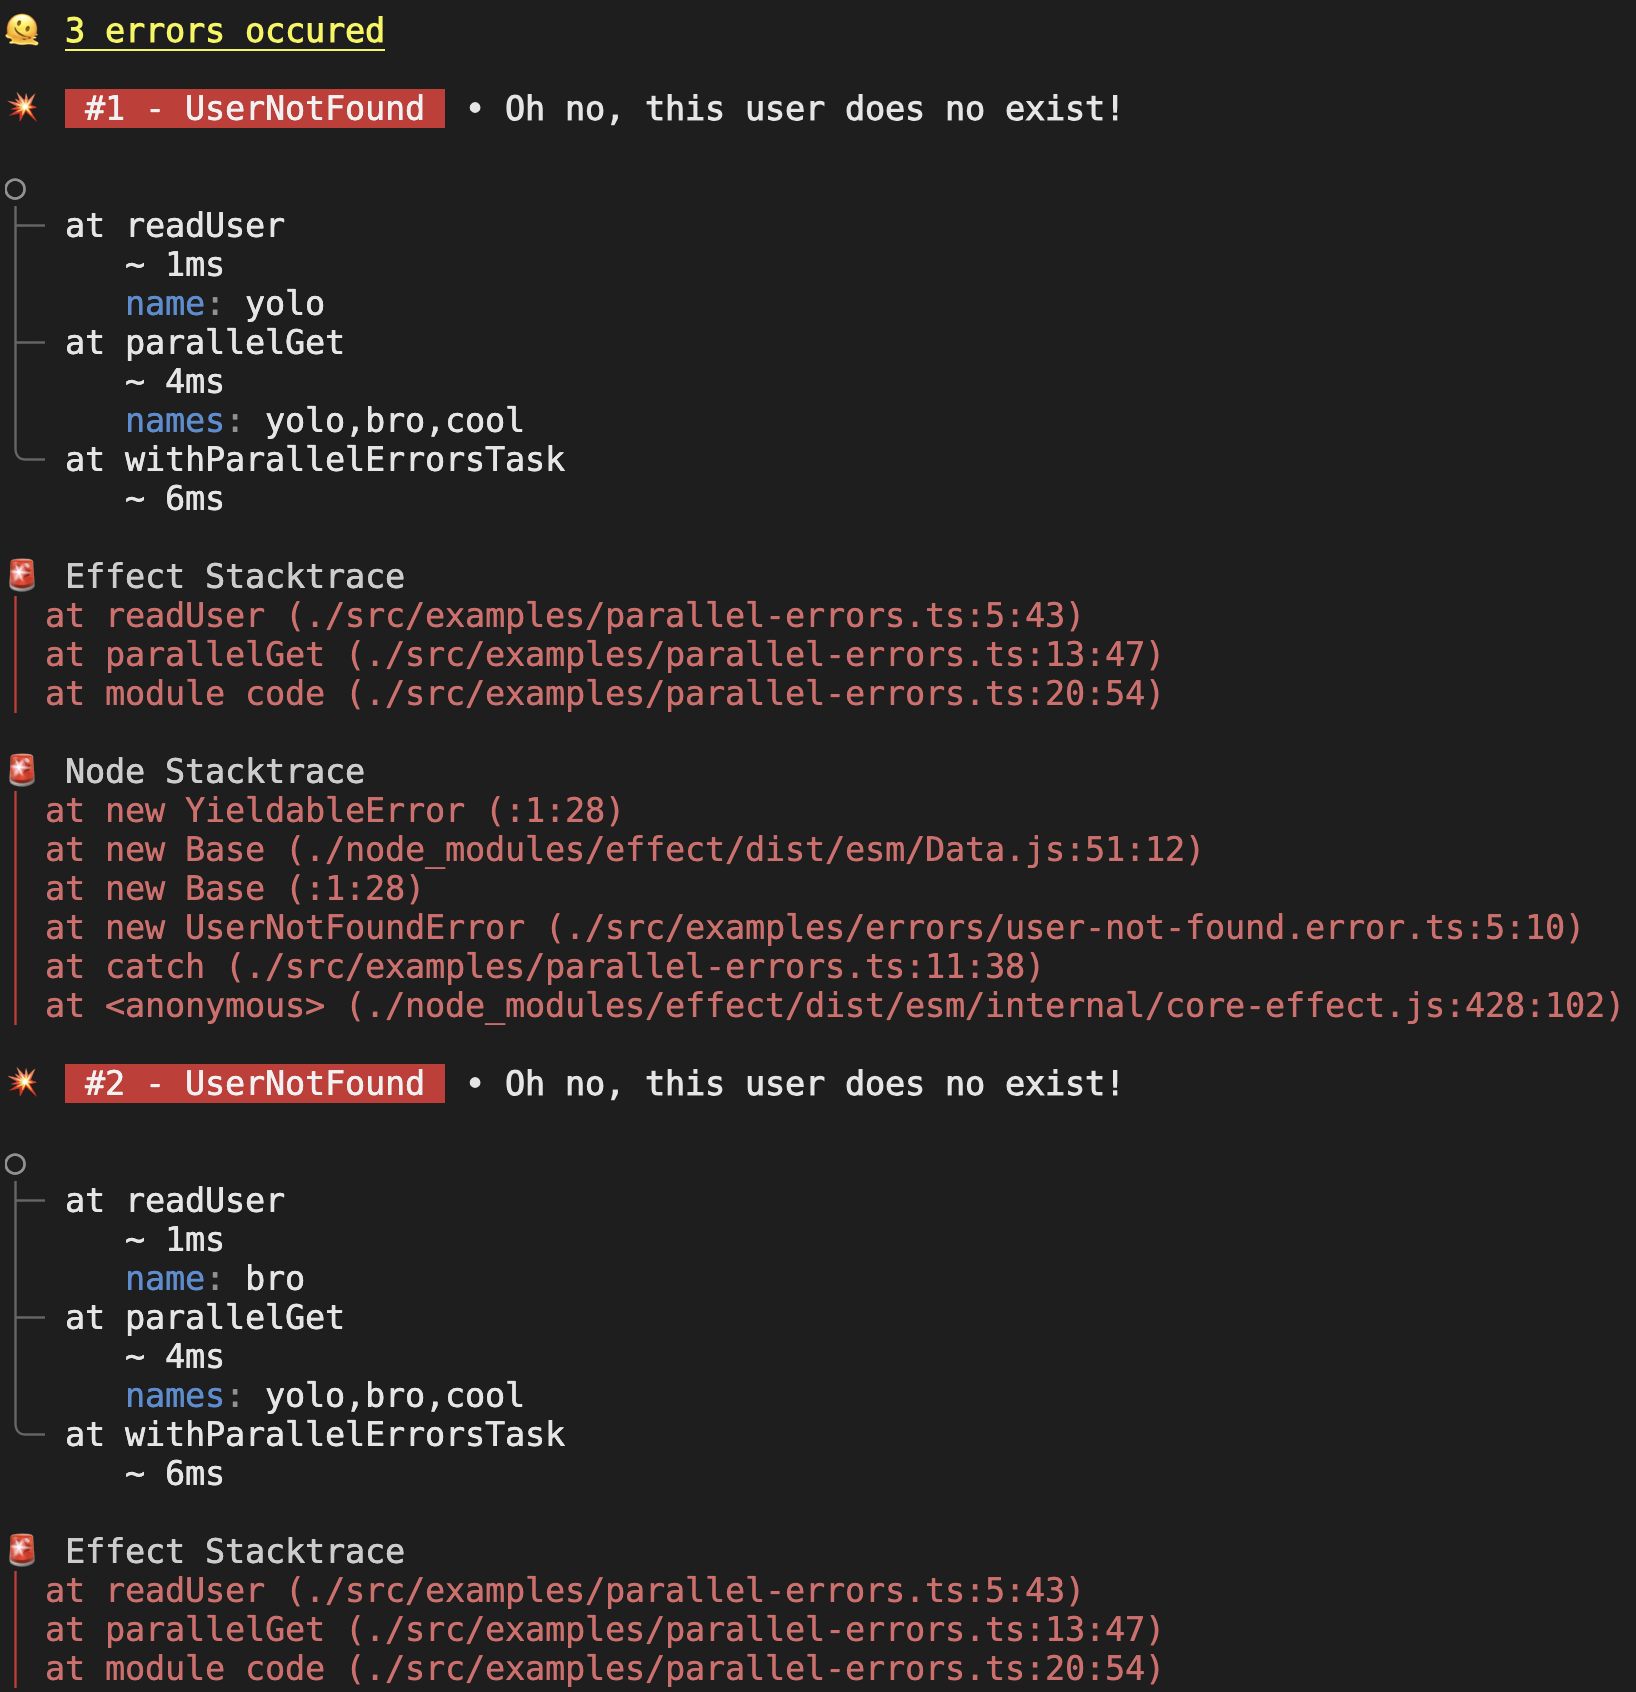 3 errors occured
#1 - UserNotFound • Oh no, this user does no exist!
at readUser
~ 1ms
name: yolo
at parallelGet
~ 4ms
names: yolo,bro,cool
at withParallelErrorsTask
~ 6ms
Effect Stacktrace
at readUser (./src/examples/parallel-errors.ts:5:43)
at parallelGet (./src/examples/parallel-errors.ts:13:47)
at module code (./src/examples/parallel-errors.ts:20:54)
Node Stacktrace
at new YieldableError (:1:28)
at new Base (./node_modules/effect/dist/esm/Data.js:51:12)
at new Base (:1:28)
at new UserNotFoundError (./src/examples/errors/user-not-found.error.ts:5:10)
at catch (./src/examples/parallel-errors.ts:11:38)
at <anonymous> (./node_modules/effect/dist/esm/internal/core-effect.js:428:102)
#2 - UserNotFound • Oh no, this user does no exist!
at readUser
~ 1ms
name: bro
at parallelGet
~ 4ms
names: yolo,bro,cool
at withParallelErrorsTask
~ 6ms
Effect Stacktrace
at readUser (./src/examples/parallel-errors.ts:5:43)
at parallelGet (./src/examples/parallel-errors.ts:13:47)
at module code (./src/examples/parallel-errors.ts:20:54)